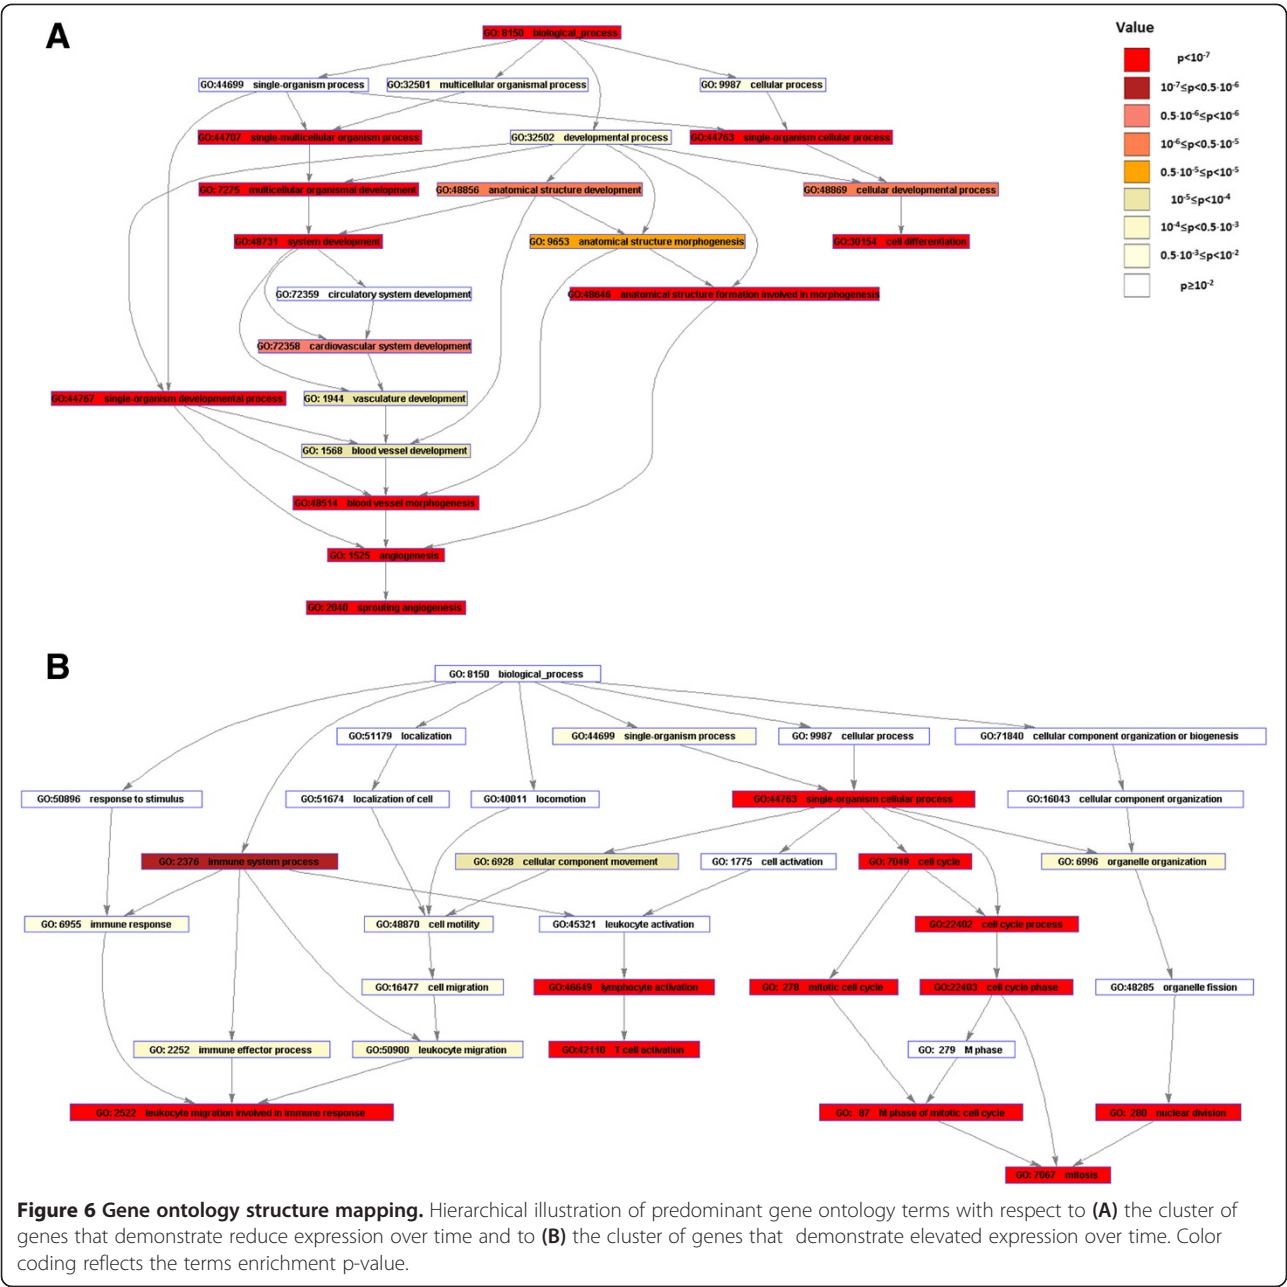 A
GO: 8150 biological_process
GO:44699 single-organism process
GO:32501 multicellular organismal process
GO: 9987 cellular process
GO:44707 single-multicellular organism process
GO:32502 developmental process
GO:44763 single-organism cellular process
GO: 7275 multicellular organismal development
GO:48856 anatomical structure development
GO:48869 cellular developmental process
GO:48731 system development
GO: 9653 anatomical structure morphogenesis
GO:30154 cell differentiation
GO:72359 circulatory system development
GO:48646 anatomical structure formation involved in morphogenesis
GO:72358 cardiovascular system development
GO:44767 single-organism developmental process
GO: 1944 vasculature development
GO: 1568 blood vessel development
GO:48514 blood vessel morphogenesis
GO: 1525 angiogenesis
GO: 2040 sprouting angiogenesis
Value
p<10⁻⁷
10⁻⁷≤p<0.5·10⁻⁶
0.5·10⁻⁶≤p<10⁻⁶
10⁻⁶≤p<0.5·10⁻⁵
0.5·10⁻⁵≤p<10⁻⁵
10⁻⁵≤p<10⁻⁴
10⁻⁴≤p<0.5·10⁻³
0.5·10⁻³≤p<10⁻²
p≥10⁻²
B
GO: 8150 biological_process
GO:51179 localization
GO:44699 single-organism process
GO: 9987 cellular process
GO:71840 cellular component organization or biogenesis
GO:50896 response to stimulus
GO:51674 localization of cell
GO:40011 locomotion
GO:44763 single-organism cellular process
GO:16043 cellular component organization
GO: 2376 immune system process
GO: 6928 cellular component movement
GO: 1775 cell activation
GO: 7049 cell cycle
GO: 6996 organelle organization
GO: 6955 immune response
GO:48870 cell motility
GO:45321 leukocyte activation
GO:22402 cell cycle process
GO:16477 cell migration
GO:46649 lymphocyte activation
GO: 278 mitotic cell cycle
GO:22403 cell cycle phase
GO:48285 organelle fission
GO: 2252 immune effector process
GO:50900 leukocyte migration
GO:42110 T cell activation
GO: 279 M phase
GO: 2522 leukocyte migration involved in immune response
GO: 87 M phase of mitotic cell cycle
GO: 280 nuclear division
GO: 7067 mitosis
Figure 6 Gene ontology structure mapping. Hierarchical illustration of predominant gene ontology terms with respect to (A) the cluster of
genes that demonstrate reduce expression over time and to (B) the cluster of genes that demonstrate elevated expression over time. Color
coding reflects the terms enrichment p-value.